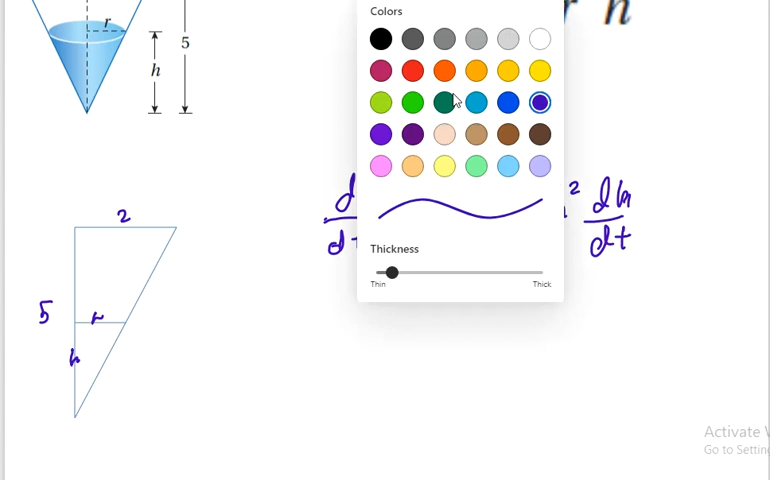 Colors
r
r h
5
h
d
2 dh
dt
dt
2
Thickness
Thin Thick
5
r
h
Activate
Go to Settin